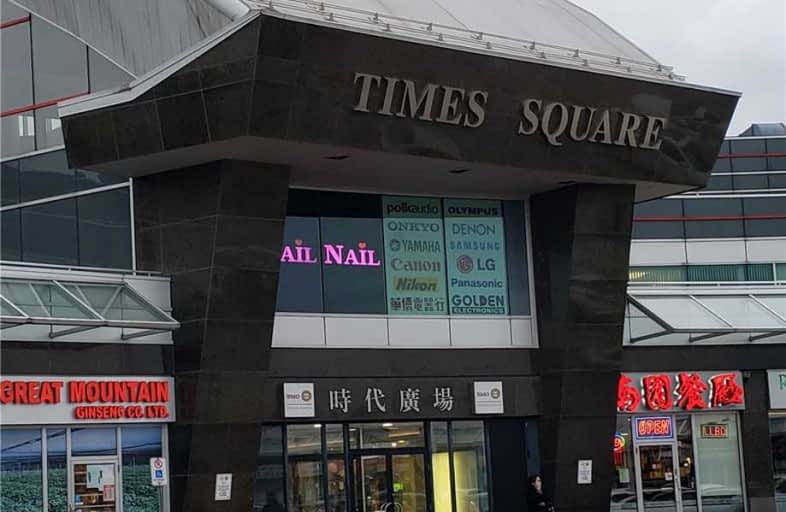 TIMES SQUARE
polkaudio OLYMPUS
ONKYO DENON
YAMAHA SAMSUNG
AIL NAIL
Canon LG
Nikon Panasonic
華僑電器行 GOLDEN
ELECTRONICS
時代廣場
GREAT MOUNTAIN
GINSENG CO. LTD.
OPEN
LLBO